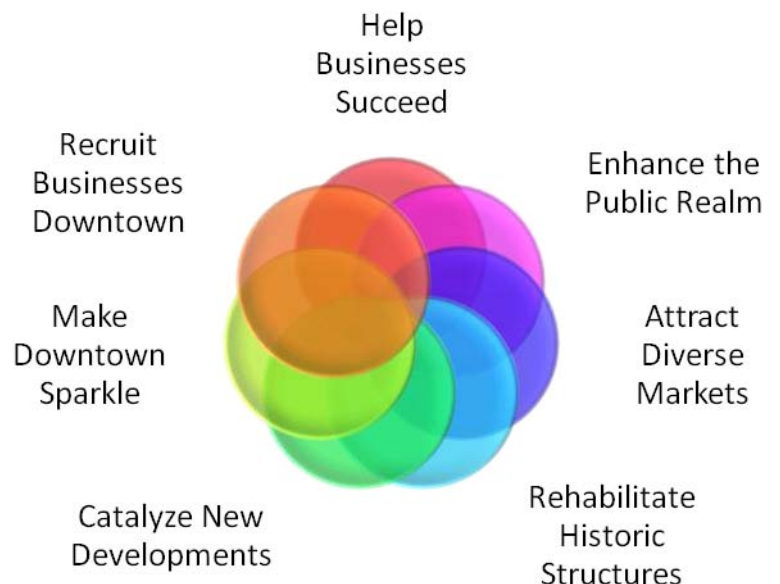 Help
Businesses
Succeed
Enhance the
Public Realm
Attract
Diverse
Markets
Rehabilitate
Historic
Structures
Catalyze New
Developments
Make
Downtown
Sparkle
Recruit
Businesses
Downtown